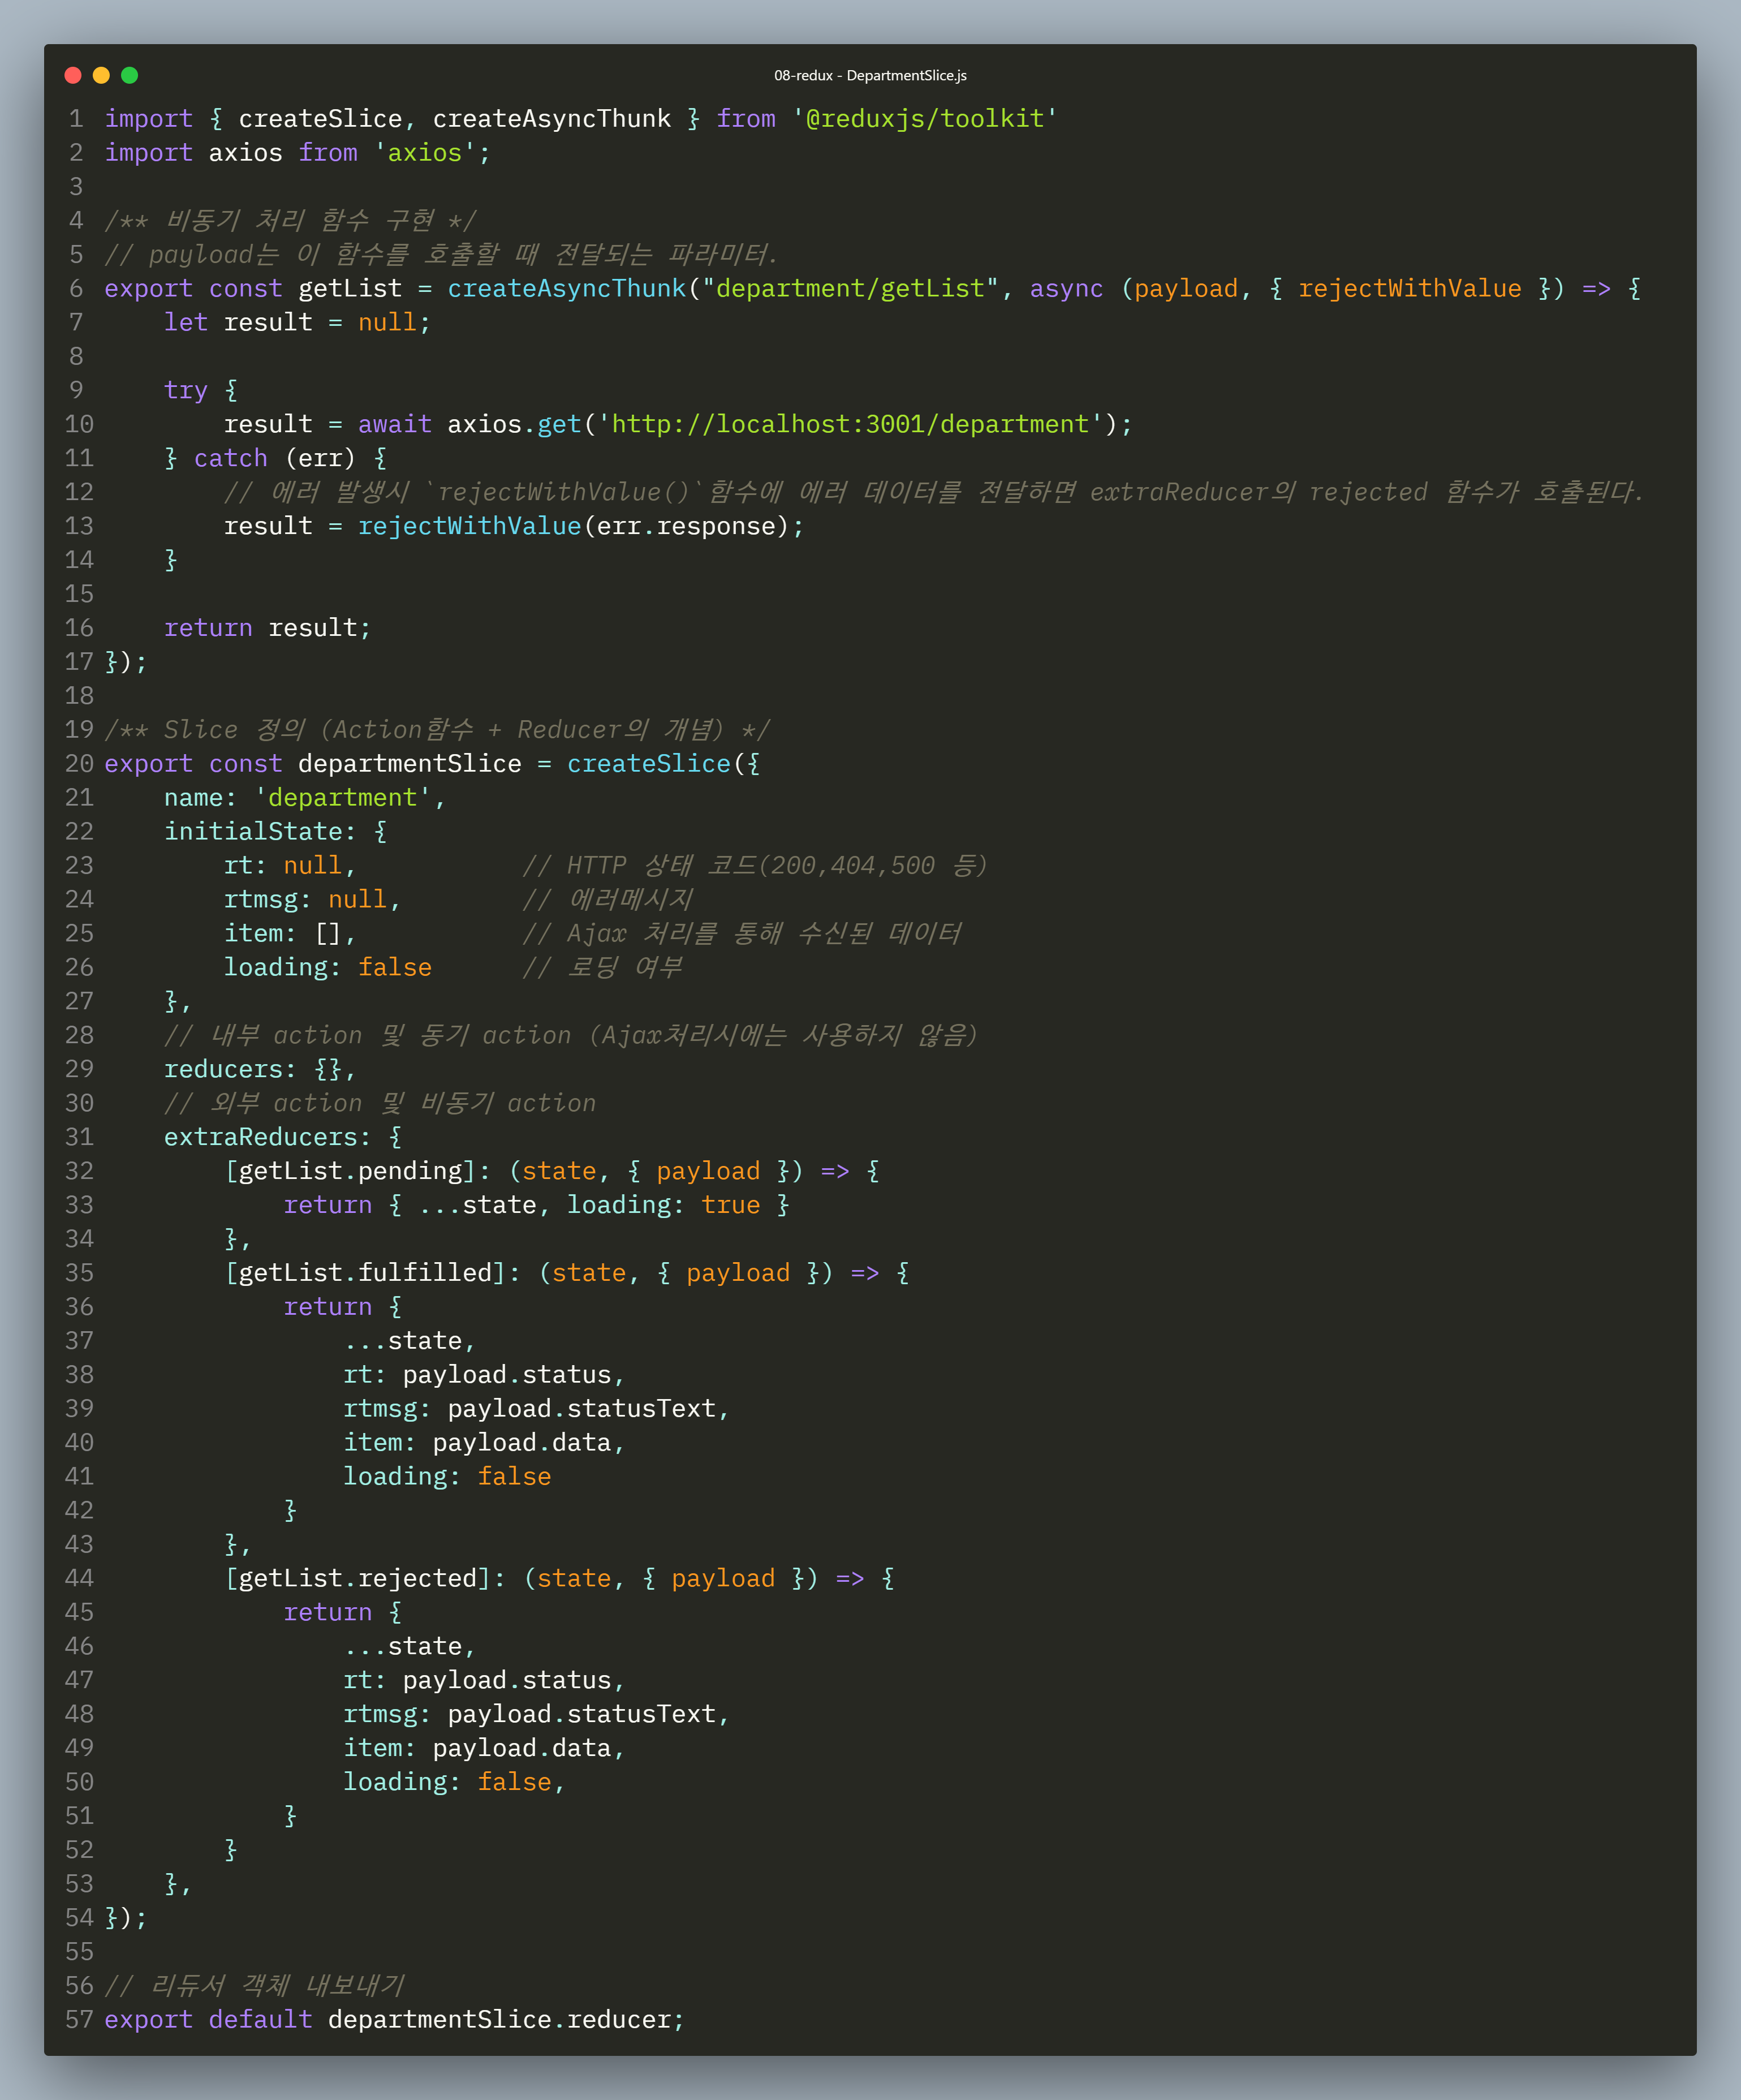 08-redux - DepartmentSlice.js
1 import { createSlice, createAsyncThunk } from '@reduxjs/toolkit'
2 import axios from 'axios';
3
4 /** 비동기 처리 함수 구현 */
5 // payload는 이 함수를 호출할 때 전달되는 파라미터.
6 export const getList = createAsyncThunk("department/getList", async (payload, { rejectWithValue }) => {
7     let result = null;
8
9     try {
10         result = await axios.get('http://localhost:3001/department');
11     } catch (err) {
12         // 에러 발생시 `rejectWithValue()`함수에 에러 데이터를 전달하면 extraReducer의 rejected 함수가 호출된다.
13         result = rejectWithValue(err.response);
14     }
15
16     return result;
17 });
18
19 /** Slice 정의 (Action함수 + Reducer의 개념) */
20 export const departmentSlice = createSlice({
21     name: 'department',
22     initialState: {
23         rt: null,           // HTTP 상태 코드(200,404,500 등)
24         rtmsg: null,        // 에러메시지
25         item: [],           // Ajax 처리를 통해 수신된 데이터
26         loading: false      // 로딩 여부
27     },
28     // 내부 action 및 동기 action (Ajax처리시에는 사용하지 않음)
29     reducers: {},
30     // 외부 action 및 비동기 action
31     extraReducers: {
32         [getList.pending]: (state, { payload }) => {
33             return { ...state, loading: true }
34         },
35         [getList.fulfilled]: (state, { payload }) => {
36             return {
37                 ...state,
38                 rt: payload.status,
39                 rtmsg: payload.statusText,
40                 item: payload.data,
41                 loading: false
42             }
43         },
44         [getList.rejected]: (state, { payload }) => {
45             return {
46                 ...state,
47                 rt: payload.status,
48                 rtmsg: payload.statusText,
49                 item: payload.data,
50                 loading: false,
51             }
52         }
53     },
54 });
55
56 // 리듀서 객체 내보내기
57 export default departmentSlice.reducer;